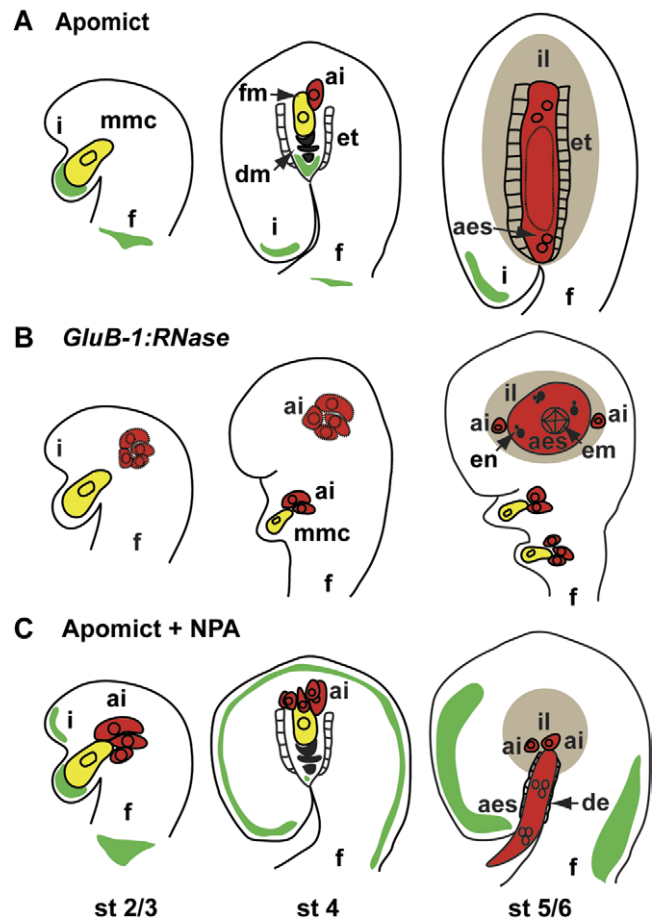 A Apomict
i mmc f
fm ai et dm i f
il et aes i f
B GluB-1:RNase
i f
ai ai mmc f
il ai ai aes en em f
C Apomict + NPA
ai i f
ai f
il ai ai aes de f
st 2/3 st 4 st 5/6